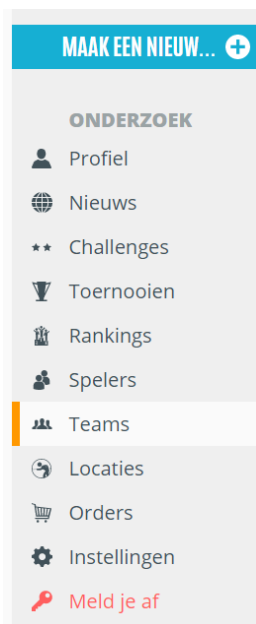 MAAK EEN NIEUW...
ONDERZOEK
Profiel
Nieuws
Challenges
Toernooien
Rankings
Spelers
Teams
Locaties
Orders
Instellingen
Meld je af